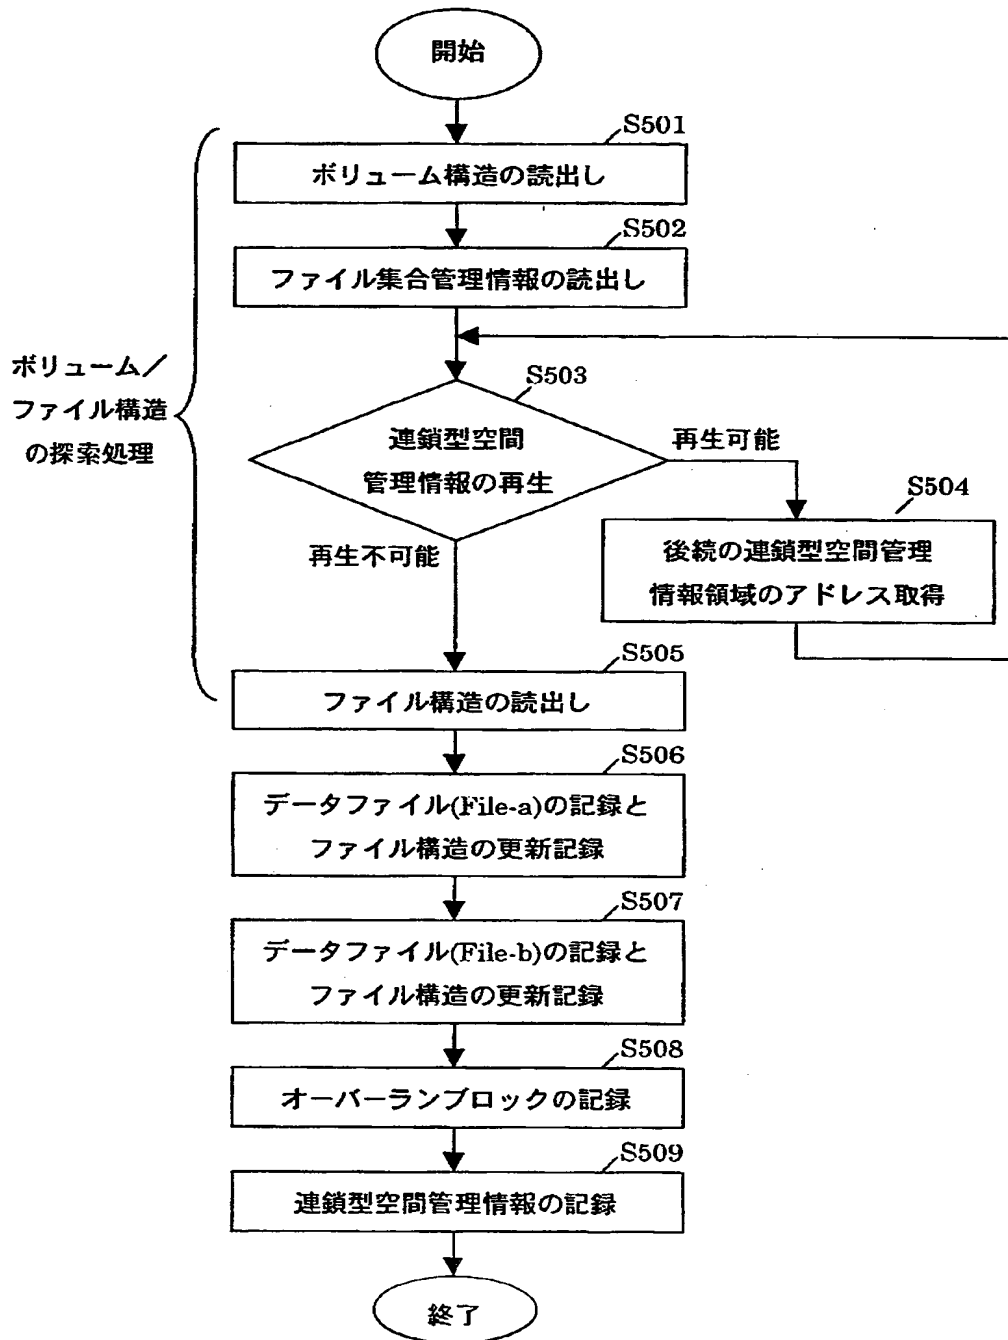 開始
S501
ボリューム構造の読出し
S502
ファイル集合管理情報の読出し
ボリューム／
ファイル構造
の探索処理
S503
連鎖型空間
管理情報の再生
再生可能
再生不可能
S504
後続の連鎖型空間管理
情報領域のアドレス取得
S505
ファイル構造の読出し
S506
データファイル(File-a)の記録と
ファイル構造の更新記録
S507
データファイル(File-b)の記録と
ファイル構造の更新記録
S508
オーバーランブロックの記録
S509
連鎖型空間管理情報の記録
終了